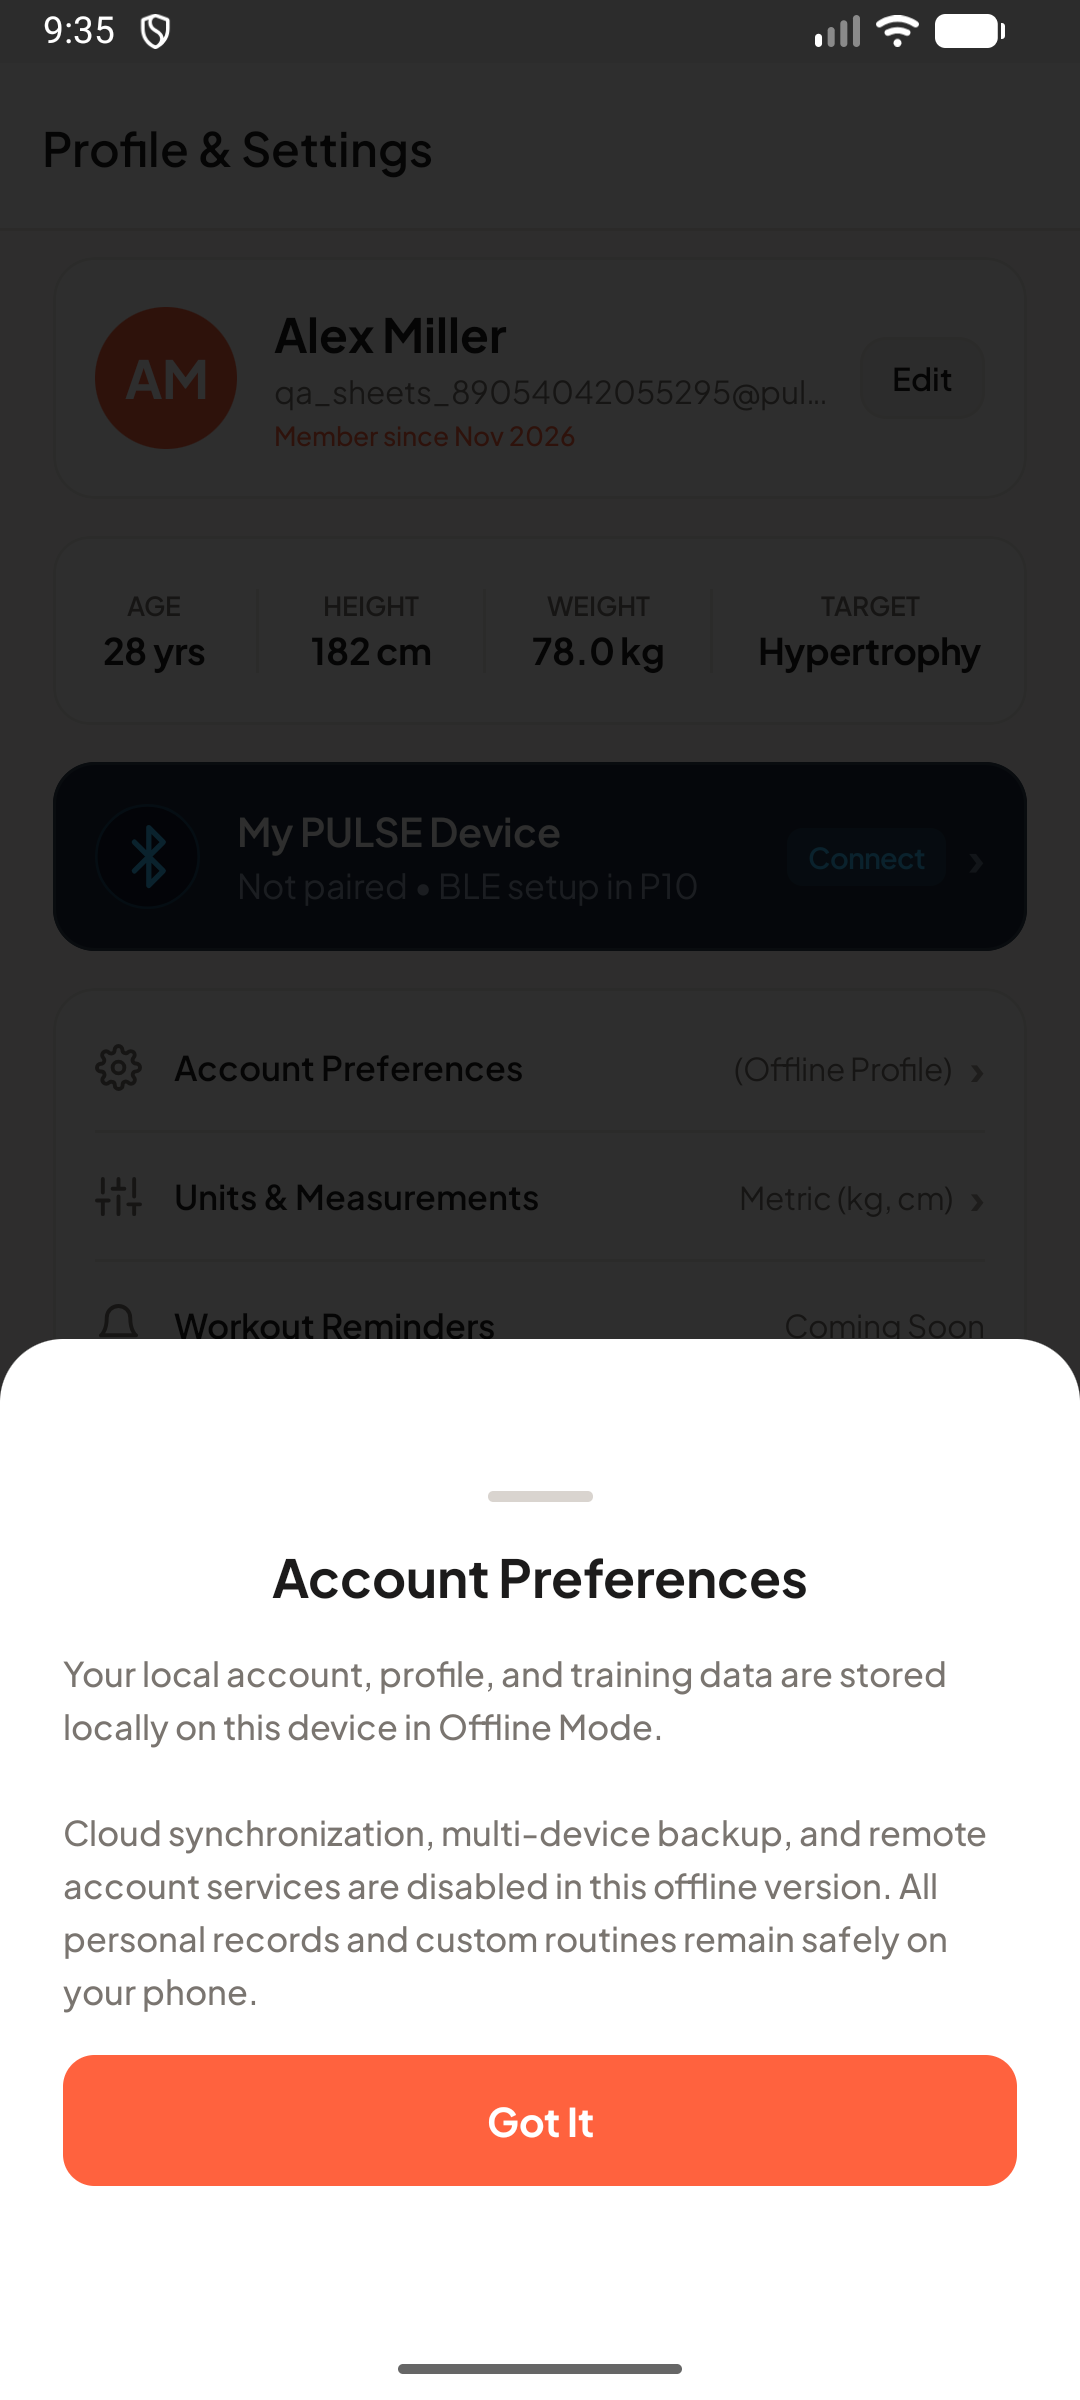 9:35
Profile & Settings
AM
Alex Miller
qa_sheets_89054042055295@pul...
Member since Nov 2026
Edit
AGE
28 yrs
HEIGHT
182 cm
WEIGHT
78.0 kg
TARGET
Hypertrophy
My PULSE Device
Not paired • BLE setup in P10
Connect
Account Preferences
(Offline Profile)
Units & Measurements
Metric (kg, cm)
Workout Reminders
Coming Soon
Account Preferences
Your local account, profile, and training data are stored
locally on this device in Offline Mode.
Cloud synchronization, multi-device backup, and remote
account services are disabled in this offline version. All
personal records and custom routines remain safely on
your phone.
Got It